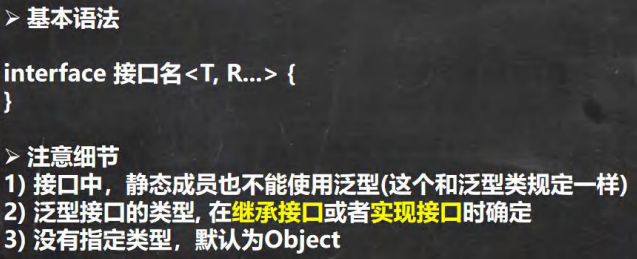 ➢ 基本语法
interface 接口名<T, R...> {
}
➢ 注意细节
1) 接口中，静态成员也不能使用泛型(这个和泛型类规定一样)
2) 泛型接口的类型, 在继承接口或者实现接口时确定
3) 没有指定类型，默认为Object